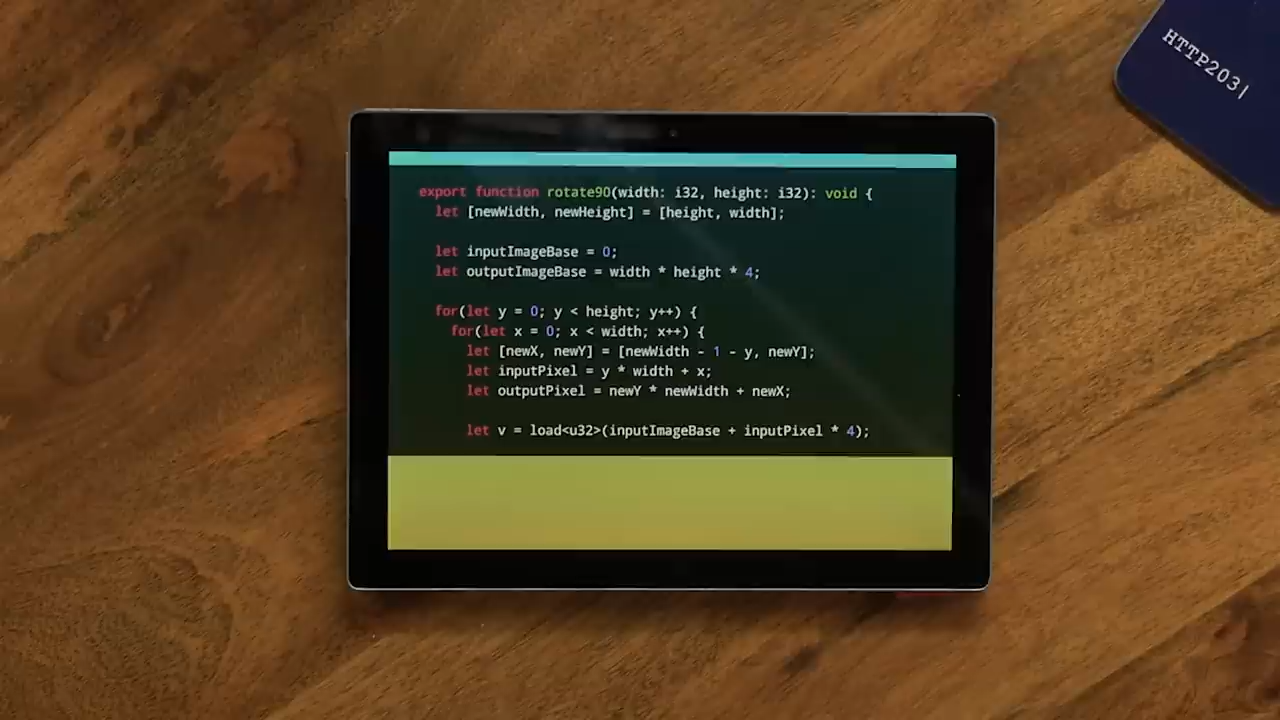 HTTP203|
export function rotate90(width: i32, height: i32): void {
let [newWidth, newHeight] = [height, width];
let inputImageBase = 0;
let outputImageBase = width * height * 4;
for(let y = 0; y < height; y++) {
for(let x = 0; x < width; x++) {
let [newX, newY] = [newWidth - 1 - y, newY];
let inputPixel = y * width + x;
let outputPixel = newY * newWidth + newX;
let v = load<u32>(inputImageBase + inputPixel * 4);